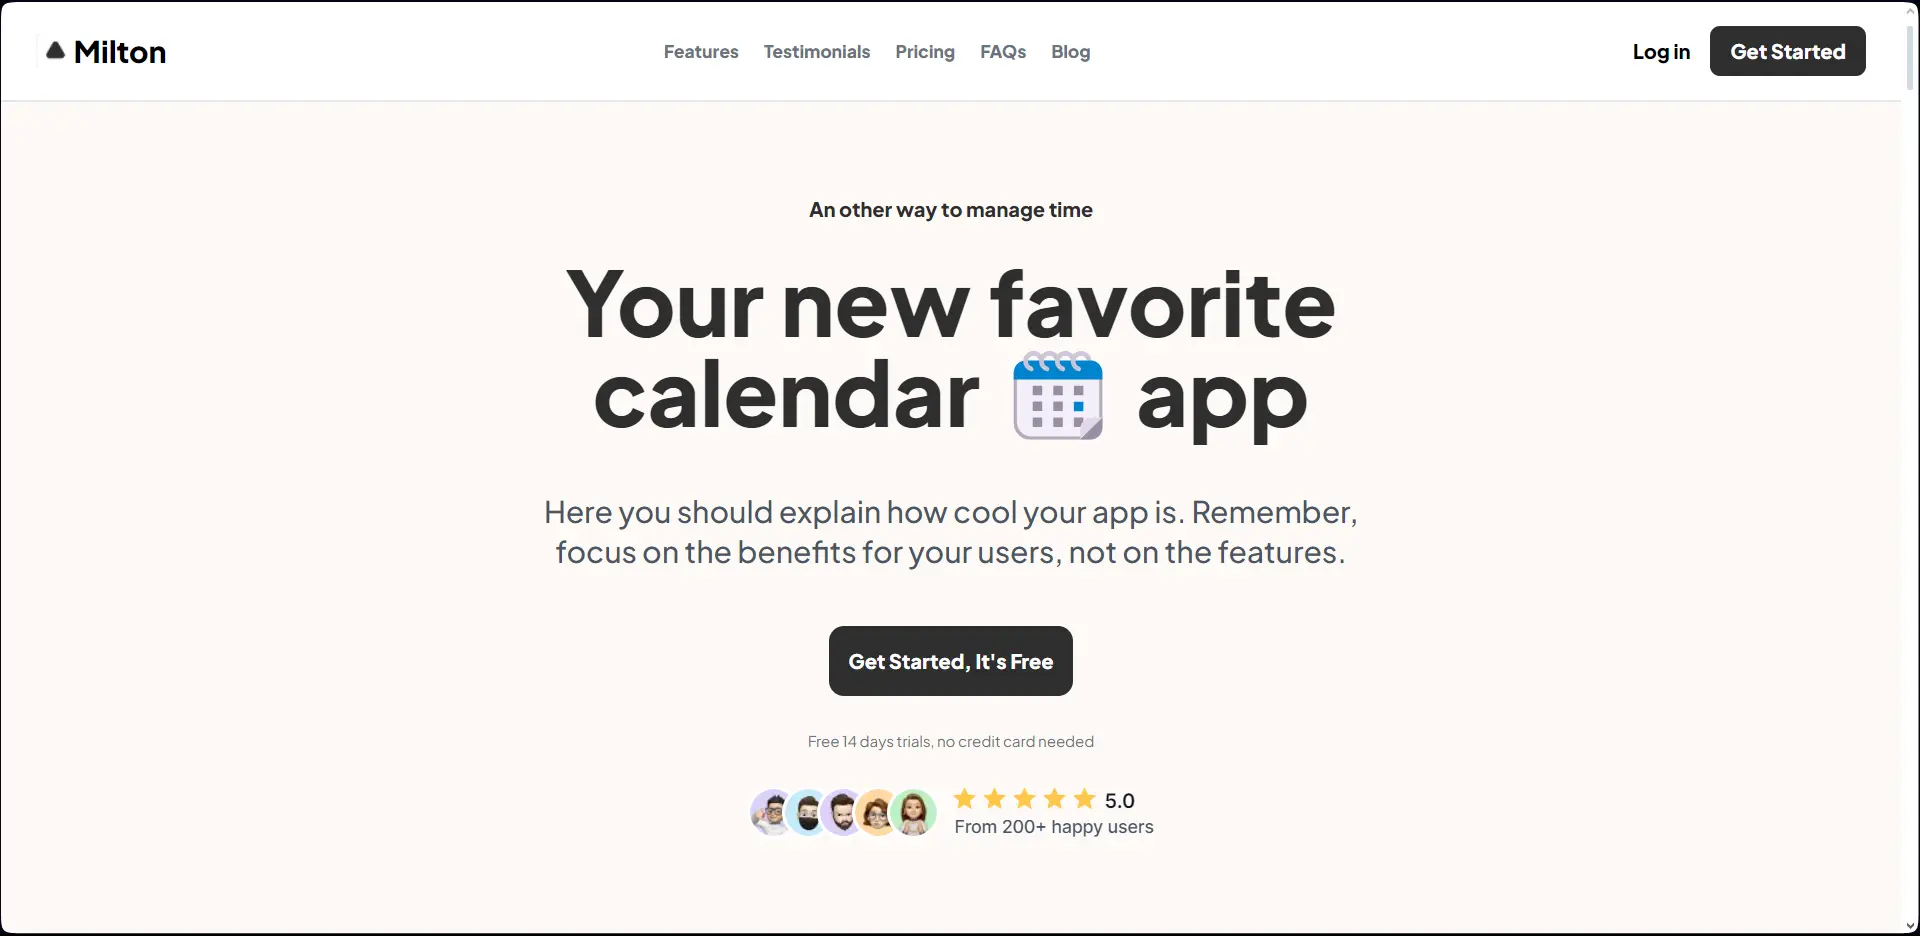 Milton
Features
Testimonials
Pricing
FAQs
Blog
Log in
Get Started
An other way to manage time
Your new favorite
calendar app
Here you should explain how cool your app is. Remember,
focus on the benefits for your users, not on the features.
Get Started, It's Free
Free 14 days trials, no credit card needed
5.0
From 200+ happy users